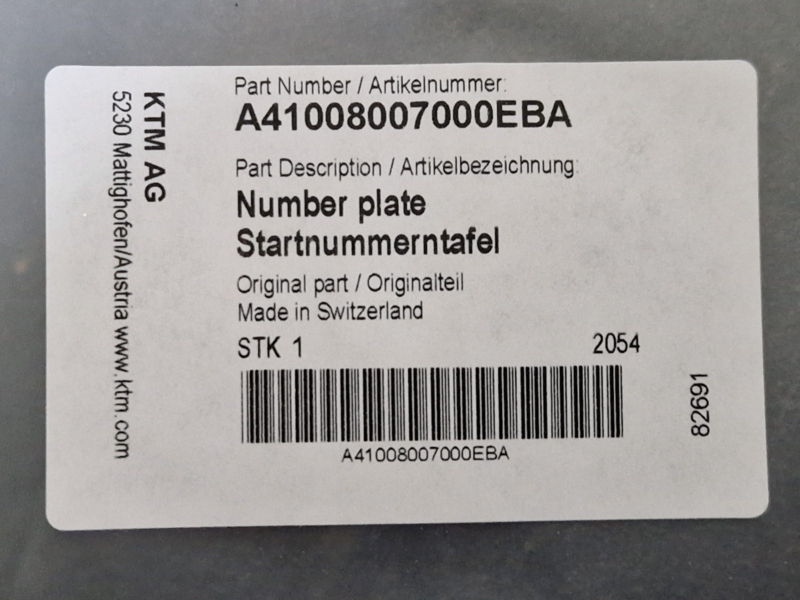 KTM AG
5230 Mattighofen/Austria www.ktm.com
Part Number / Artikelnummer:
A41008007000EBA
Part Description / Artikelbezeichnung:
Number plate
Startnummerntafel
Original part / Originalteil
Made in Switzerland
STK 1 2054
A41008007000EBA
82691